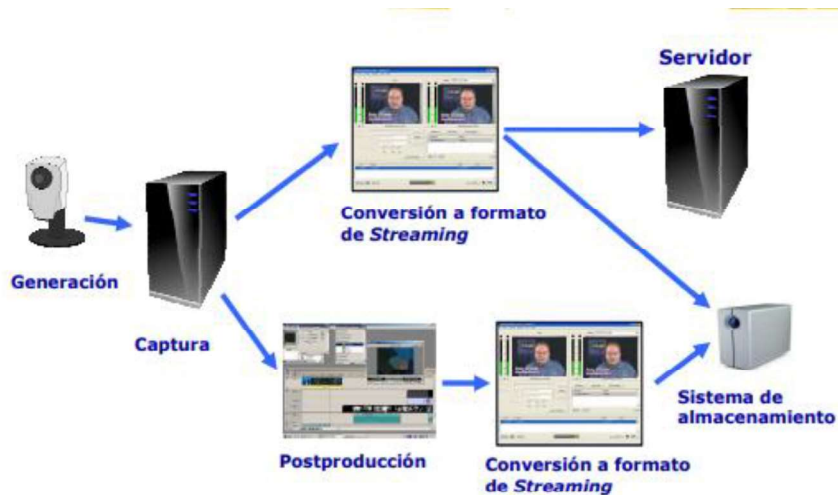 Servidor
Conversión a formato
de Streaming
Generación
Captura
Sistema de
almacenamiento
Postproducción
Conversión a formato
de Streaming